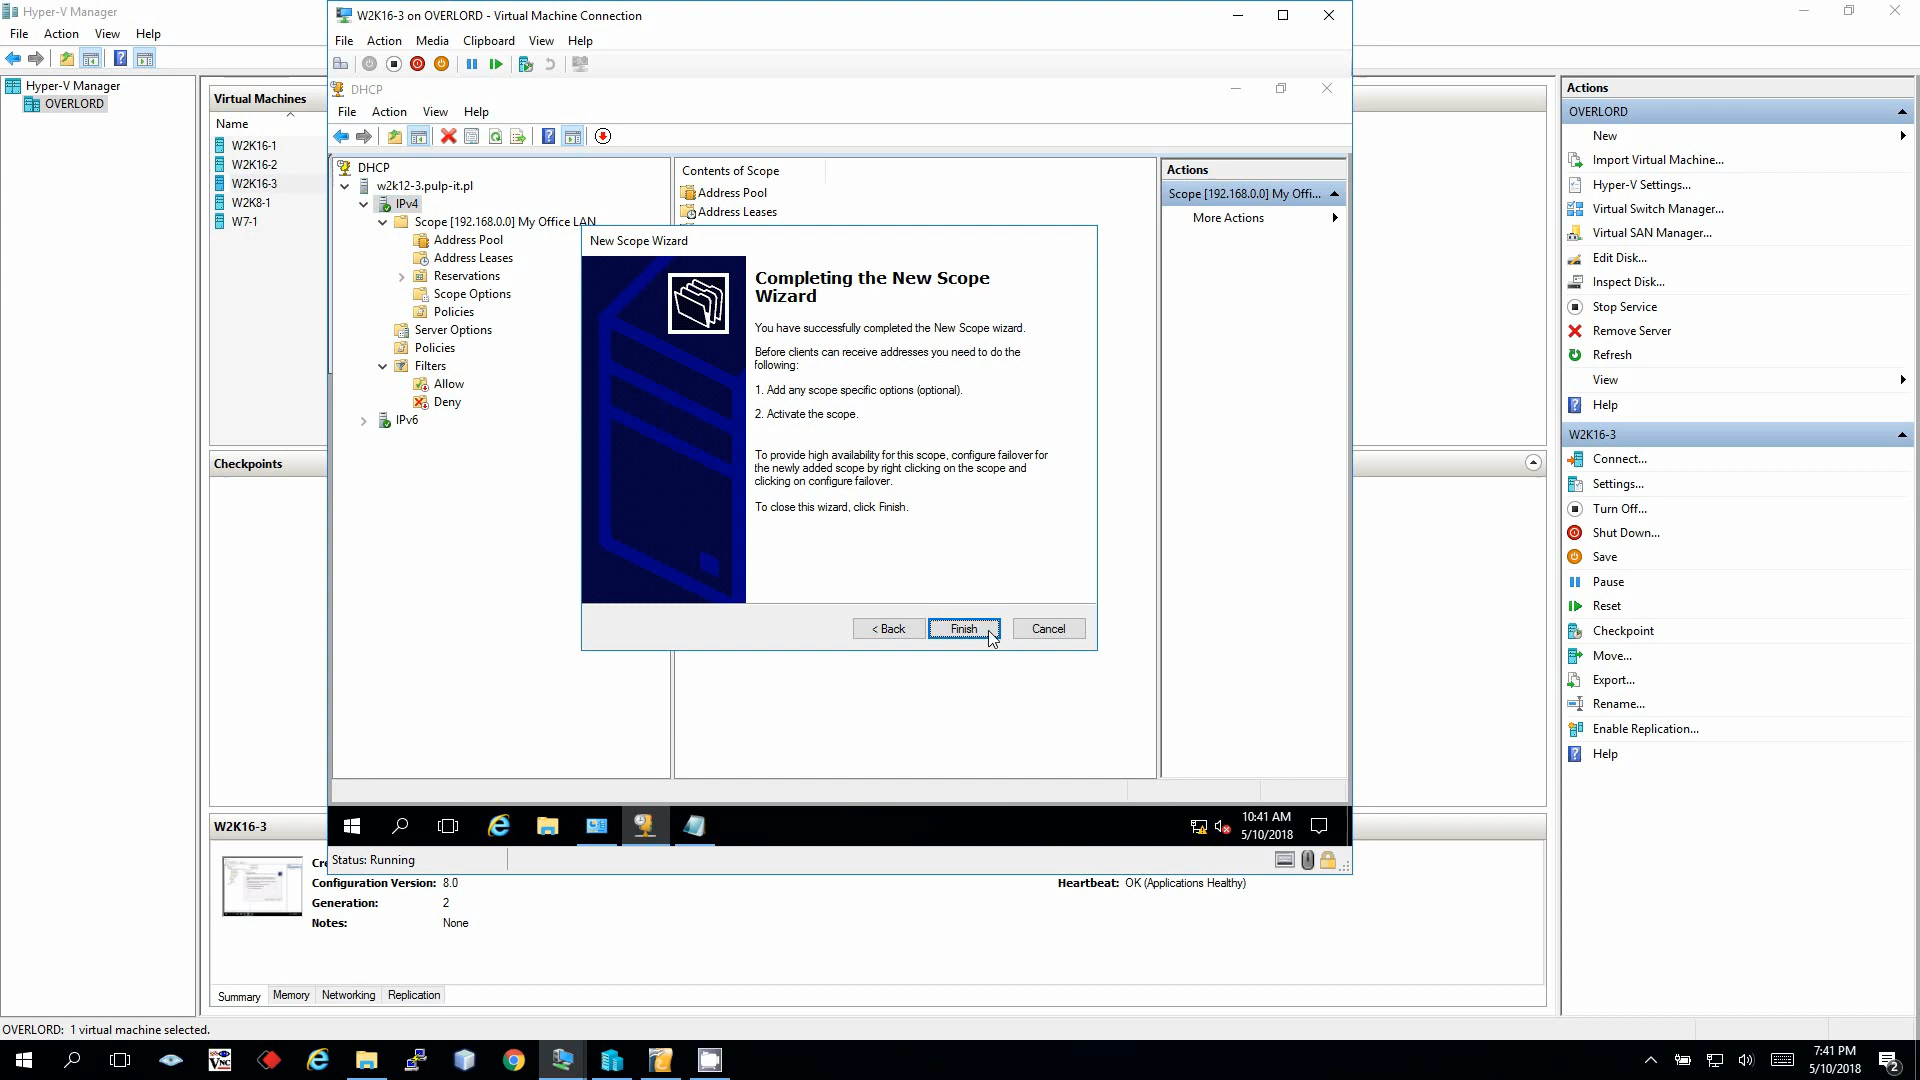 Hyper-V Manager
File Action View Help
Hyper-V Manager
OVERLORD
Virtual Machines
Name
W2K16-1
W2K16-2
W2K16-3
W2K8-1
W7-1
Checkpoints
W2K16-3 on OVERLORD - Virtual Machine Connection
File Action Media Clipboard View Help
DHCP
File Action View Help
DHCP
w2k12-3.pulp-it.pl
IPv4
Scope [192.168.0.0] My Office LAN
Address Pool
Address Leases
Reservations
Scope Options
Policies
Server Options
Policies
Filters
Allow
Deny
IPv6
Contents of Scope
Address Pool
Address Leases
Actions
Scope [192.168.0.0] My Offi...
More Actions
New Scope Wizard
Completing the New Scope
Wizard
You have successfully completed the New Scope wizard.
Before clients can receive addresses you need to do the
following:
1. Add any scope specific options (optional).
2. Activate the scope.
To provide high availability for this scope, configure failover for
the newly added scope by right clicking on the scope and
clicking on configure failover.
To close this wizard, click Finish.
< Back Finish Cancel
10:41 AM
5/10/2018
Status: Running
W2K16-3
Cre
Configuration Version: 8.0
Generation: 2
Notes: None
Heartbeat: OK (Applications Healthy)
Summary Memory Networking Replication
OVERLORD: 1 virtual machine selected.
Actions
OVERLORD
New
Import Virtual Machine...
Hyper-V Settings...
Virtual Switch Manager...
Virtual SAN Manager...
Edit Disk...
Inspect Disk...
Stop Service
Remove Server
Refresh
View
Help
W2K16-3
Connect...
Settings...
Turn Off...
Shut Down...
Save
Pause
Reset
Checkpoint
Move...
Export...
Rename...
Enable Replication...
Help
7:41 PM
5/10/2018
2